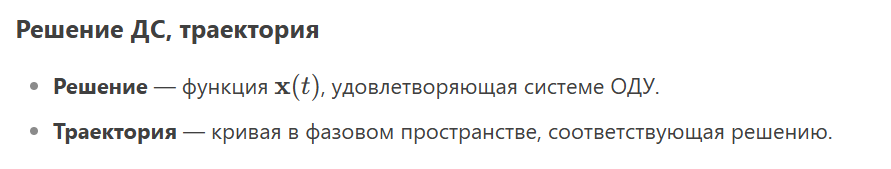 Решение ДС, траектория
• Решение — функция x(t), удовлетворяющая системе ОДУ.
• Траектория — кривая в фазовом пространстве, соответствующая решению.